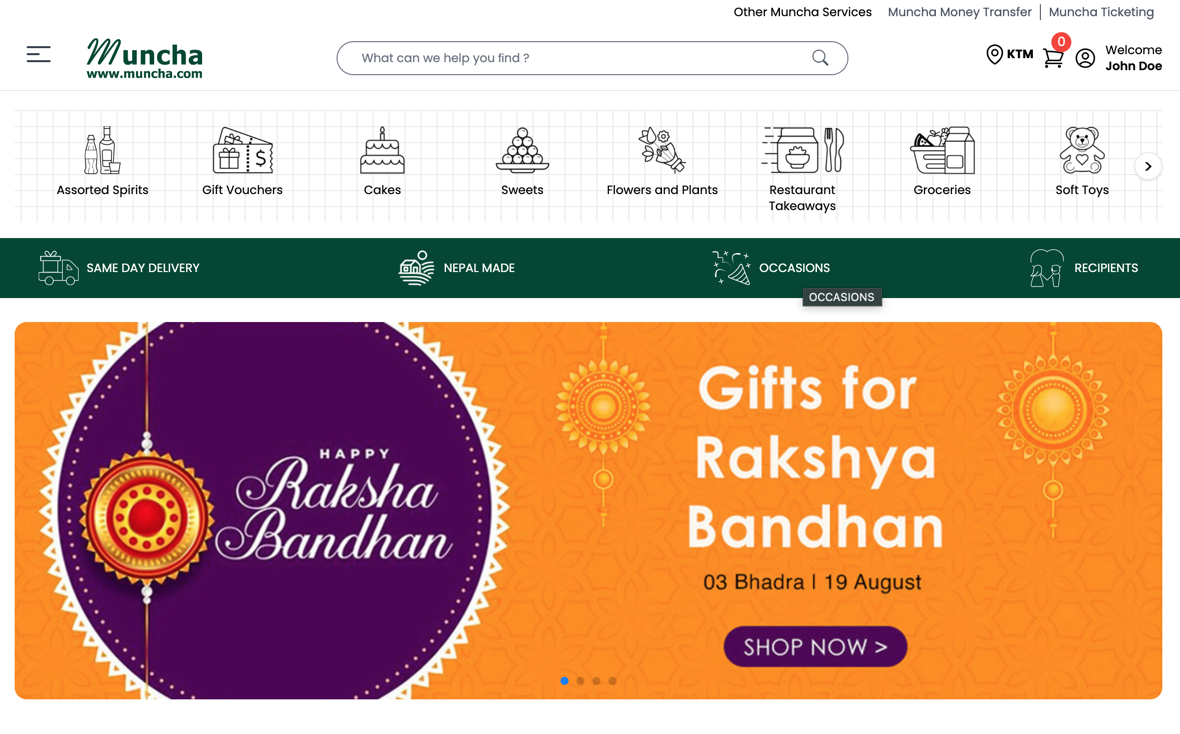 Other Muncha Services Muncha Money Transfer | Muncha Ticketing
Muncha
www.muncha.com
What can we help you find ?
KTM
0
Welcome
John Doe
Assorted Spirits
Gift Vouchers
Cakes
Sweets
Flowers and Plants
Restaurant
Takeaways
Groceries
Soft Toys
SAME DAY DELIVERY
NEPAL MADE
OCCASIONS
RECIPIENTS
OCCASIONS
HAPPY
Raksha
Bandhan
Gifts for
Rakshya
Bandhan
03 Bhadra | 19 August
SHOP NOW >